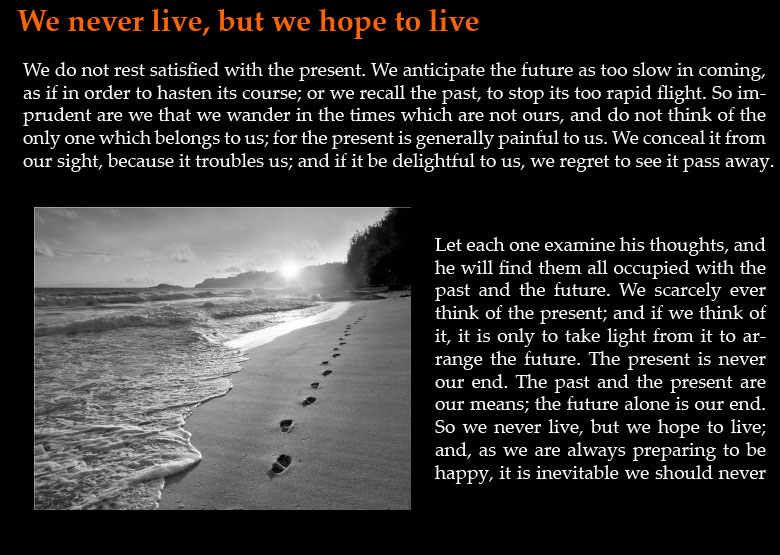 We never live, but we hope to live
We do not rest satisfied with the present. We anticipate the future as too slow in coming,
as if in order to hasten its course; or we recall the past, to stop its too rapid flight. So im-
prudent are we that we wander in the times which are not ours, and do not think of the
only one which belongs to us; for the present is generally painful to us. We conceal it from
our sight, because it troubles us; and if it be delightful to us, we regret to see it pass away.
Let each one examine his thoughts, and
he will find them all occupied with the
past and the future. We scarcely ever
think of the present; and if we think of
it, it is only to take light from it to ar-
range the future. The present is never
our end. The past and the present are
our means; the future alone is our end.
So we never live, but we hope to live;
and, as we are always preparing to be
happy, it is inevitable we should never